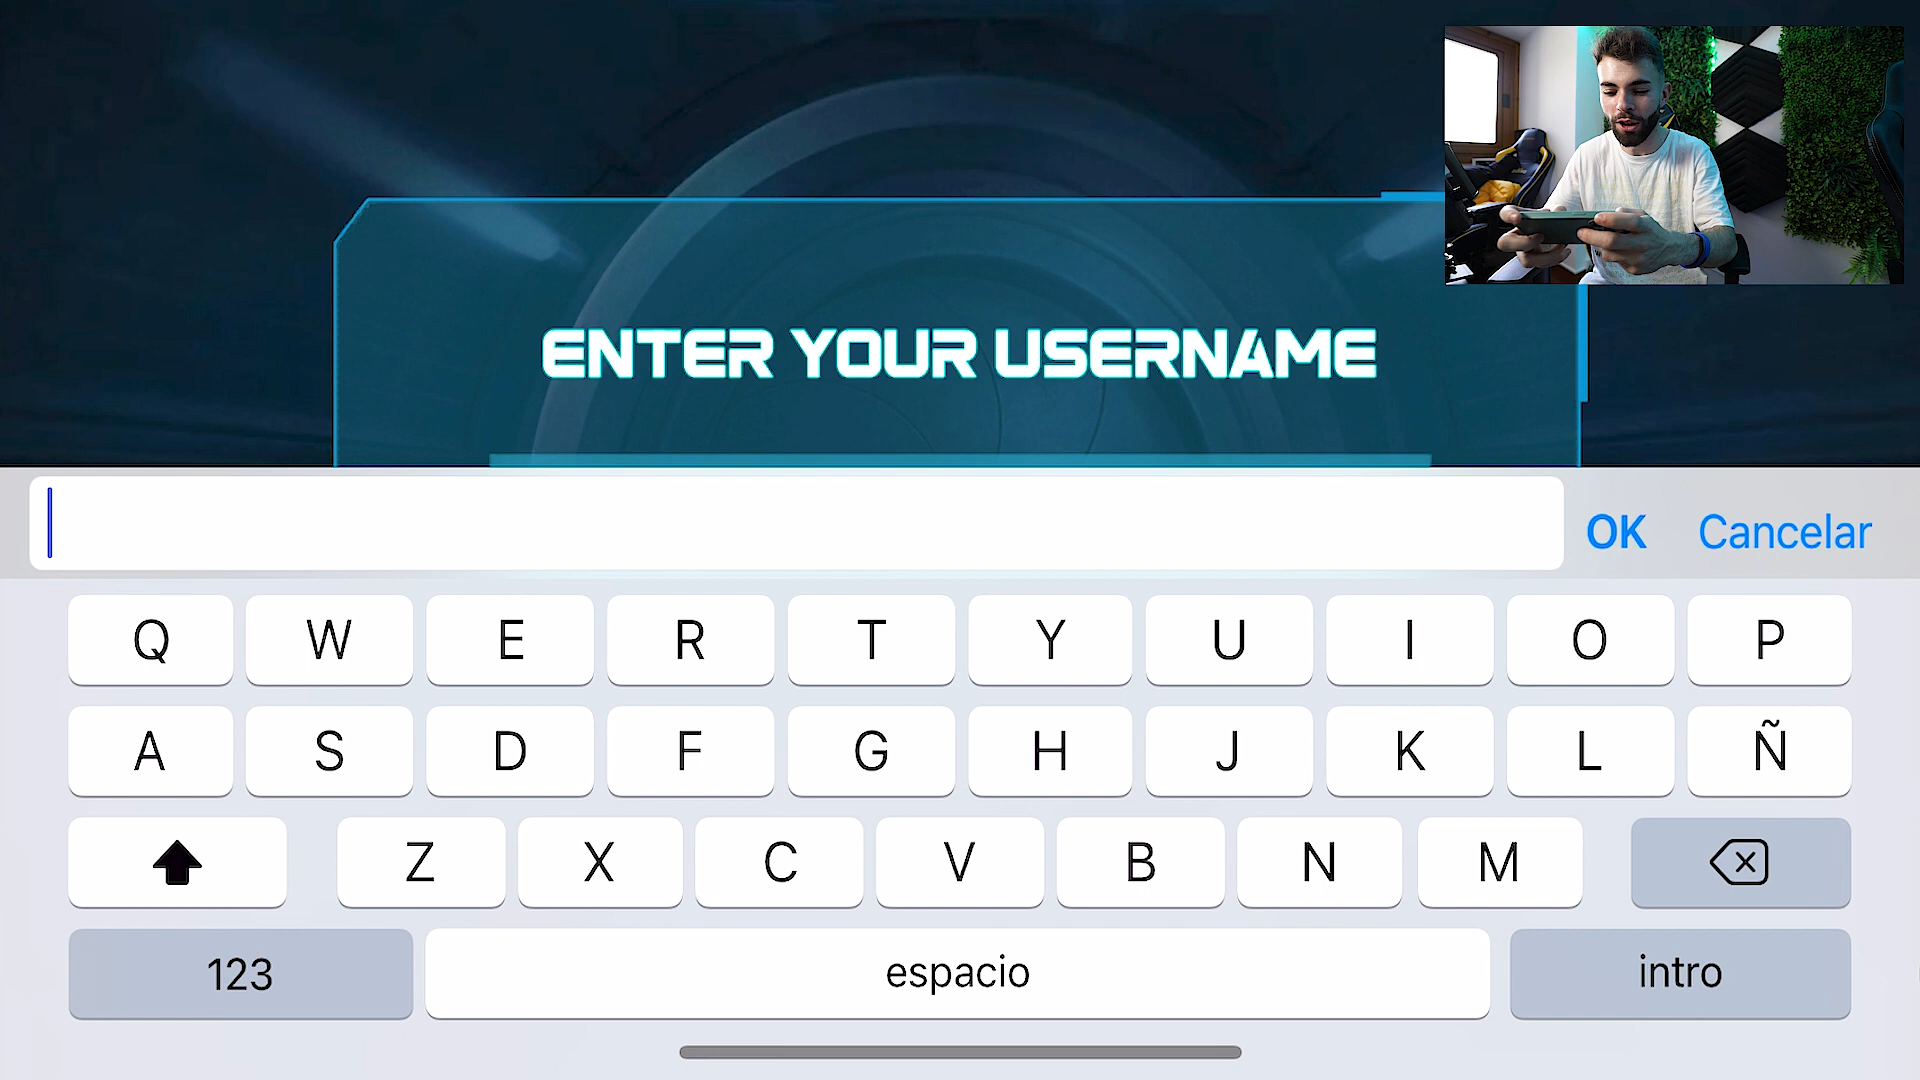 ENTER YOUR USERNAME
OK Cancelar
Q W E R T Y U I O P
A S D F G H J K L Ñ
Z X C V B N M
123 espacio intro